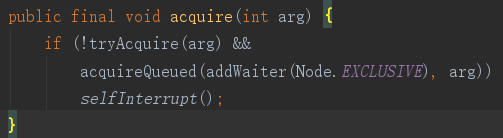 public final void acquire(int arg) {
if (!tryAcquire(arg) &&
acquireQueued(addWaiter(Node.EXCLUSIVE), arg))
selfInterrupt();
}